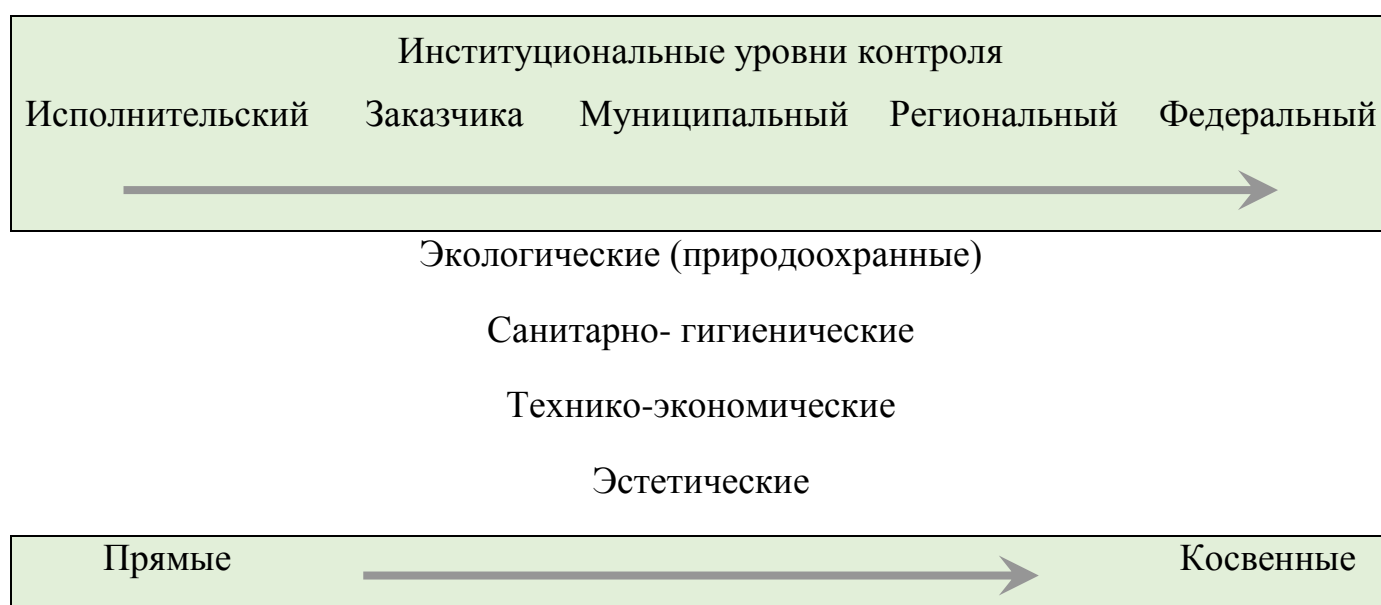 Институциональные уровни контроля
Исполнительский Заказчика Муниципальный Региональный Федеральный
Экологические (природоохранные)
Санитарно- гигиенические
Технико-экономические
Эстетические
Прямые Косвенные